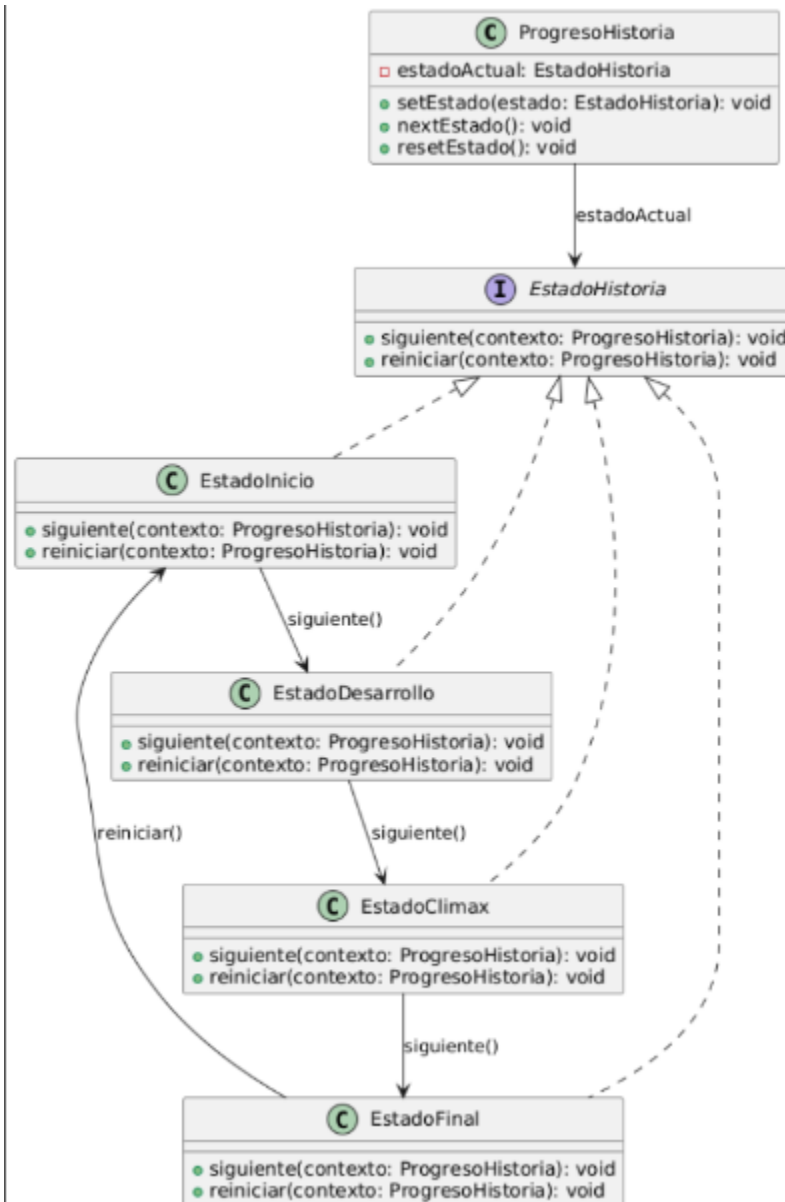 C ProgresoHistoria
estadoActual: EstadoHistoria
setEstado(estado: EstadoHistoria): void
nextEstado(): void
resetEstado(): void
estadoActual
I EstadoHistoria
siguiente(contexto: ProgresoHistoria): void
reiniciar(contexto: ProgresoHistoria): void
C EstadoInicio
siguiente(contexto: ProgresoHistoria): void
reiniciar(contexto: ProgresoHistoria): void
siguiente()
C EstadoDesarrollo
siguiente(contexto: ProgresoHistoria): void
reiniciar(contexto: ProgresoHistoria): void
reiniciar()
siguiente()
C EstadoClimax
siguiente(contexto: ProgresoHistoria): void
reiniciar(contexto: ProgresoHistoria): void
siguiente()
C EstadoFinal
siguiente(contexto: ProgresoHistoria): void
reiniciar(contexto: ProgresoHistoria): void